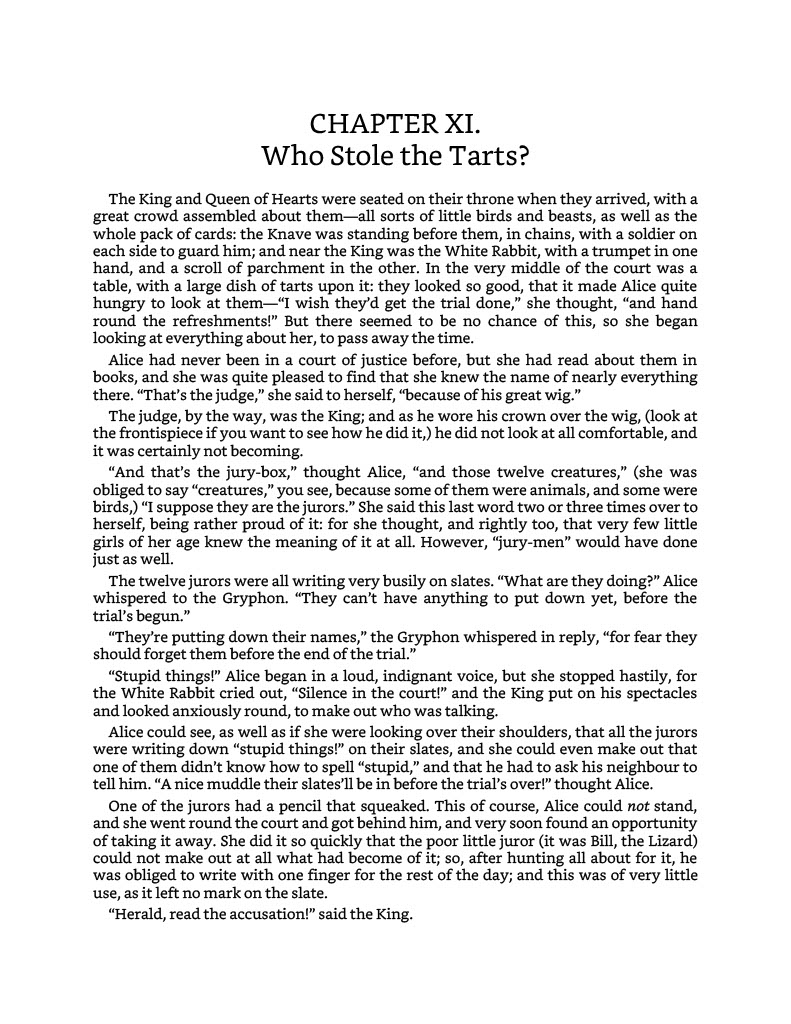 CHAPTER XI.
Who Stole the Tarts?
The King and Queen of Hearts were seated on their throne when they arrived, with a
great crowd assembled about them—all sorts of little birds and beasts, as well as the
whole pack of cards: the Knave was standing before them, in chains, with a soldier on
each side to guard him; and near the King was the White Rabbit, with a trumpet in one
hand, and a scroll of parchment in the other. In the very middle of the court was a
table, with a large dish of tarts upon it: they looked so good, that it made Alice quite
hungry to look at them—“I wish they’d get the trial done,” she thought, “and hand
round the refreshments!” But there seemed to be no chance of this, so she began
looking at everything about her, to pass away the time.
Alice had never been in a court of justice before, but she had read about them in
books, and she was quite pleased to find that she knew the name of nearly everything
there. “That’s the judge,” she said to herself, “because of his great wig.”
The judge, by the way, was the King; and as he wore his crown over the wig, (look at
the frontispiece if you want to see how he did it,) he did not look at all comfortable, and
it was certainly not becoming.
“And that’s the jury-box,” thought Alice, “and those twelve creatures,” (she was
obliged to say “creatures,” you see, because some of them were animals, and some were
birds,) “I suppose they are the jurors.” She said this last word two or three times over to
herself, being rather proud of it: for she thought, and rightly too, that very few little
girls of her age knew the meaning of it at all. However, “jury-men” would have done
just as well.
The twelve jurors were all writing very busily on slates. “What are they doing?” Alice
whispered to the Gryphon. “They can’t have anything to put down yet, before the
trial’s begun.”
“They’re putting down their names,” the Gryphon whispered in reply, “for fear they
should forget them before the end of the trial.”
“Stupid things!” Alice began in a loud, indignant voice, but she stopped hastily, for
the White Rabbit cried out, “Silence in the court!” and the King put on his spectacles
and looked anxiously round, to make out who was talking.
Alice could see, as well as if she were looking over their shoulders, that all the jurors
were writing down “stupid things!” on their slates, and she could even make out that
one of them didn’t know how to spell “stupid,” and that he had to ask his neighbour to
tell him. “A nice muddle their slates’ll be in before the trial’s over!” thought Alice.
One of the jurors had a pencil that squeaked. This of course, Alice could not stand,
and she went round the court and got behind him, and very soon found an opportunity
of taking it away. She did it so quickly that the poor little juror (it was Bill, the Lizard)
could not make out at all what had become of it; so, after hunting all about for it, he
was obliged to write with one finger for the rest of the day; and this was of very little
use, as it left no mark on the slate.
“Herald, read the accusation!” said the King.